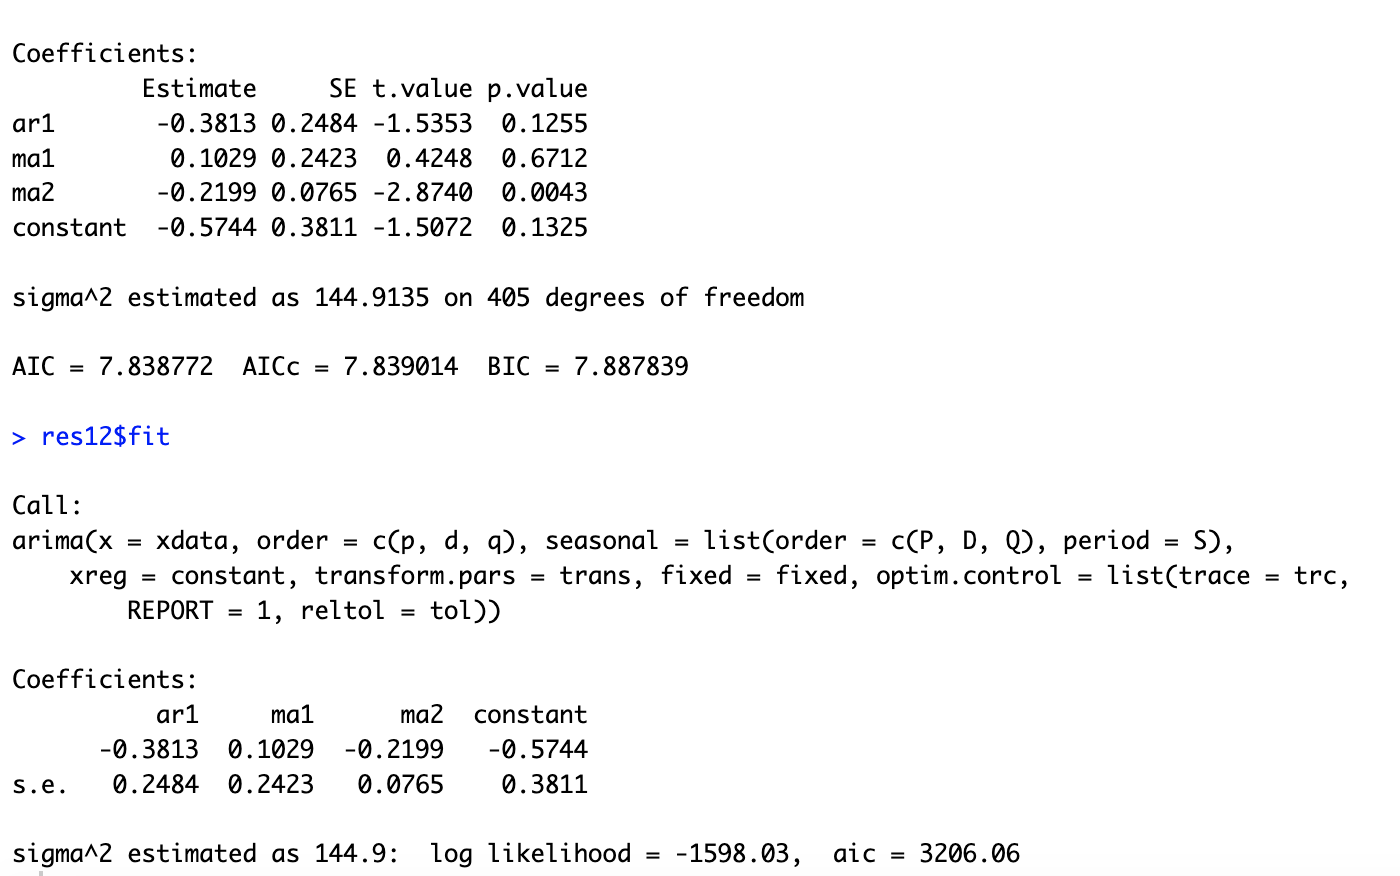 Coefficients:
         Estimate     SE t.value p.value
ar1       -0.3813 0.2484 -1.5353  0.1255
ma1        0.1029 0.2423  0.4248  0.6712
ma2       -0.2199 0.0765 -2.8740  0.0043
constant  -0.5744 0.3811 -1.5072  0.1325
sigma^2 estimated as 144.9135 on 405 degrees of freedom
AIC = 7.838772  AICc = 7.839014  BIC = 7.887839
> res12$fit
Call:
arima(x = xdata, order = c(p, d, q), seasonal = list(order = c(P, D, Q), period = S),
    xreg = constant, transform.pars = trans, fixed = fixed, optim.control = list(trace = trc,
        REPORT = 1, reltol = tol))
Coefficients:
          ar1     ma1      ma2  constant
      -0.3813  0.1029  -0.2199   -0.5744
s.e.   0.2484  0.2423   0.0765    0.3811
sigma^2 estimated as 144.9:  log likelihood = -1598.03,  aic = 3206.06